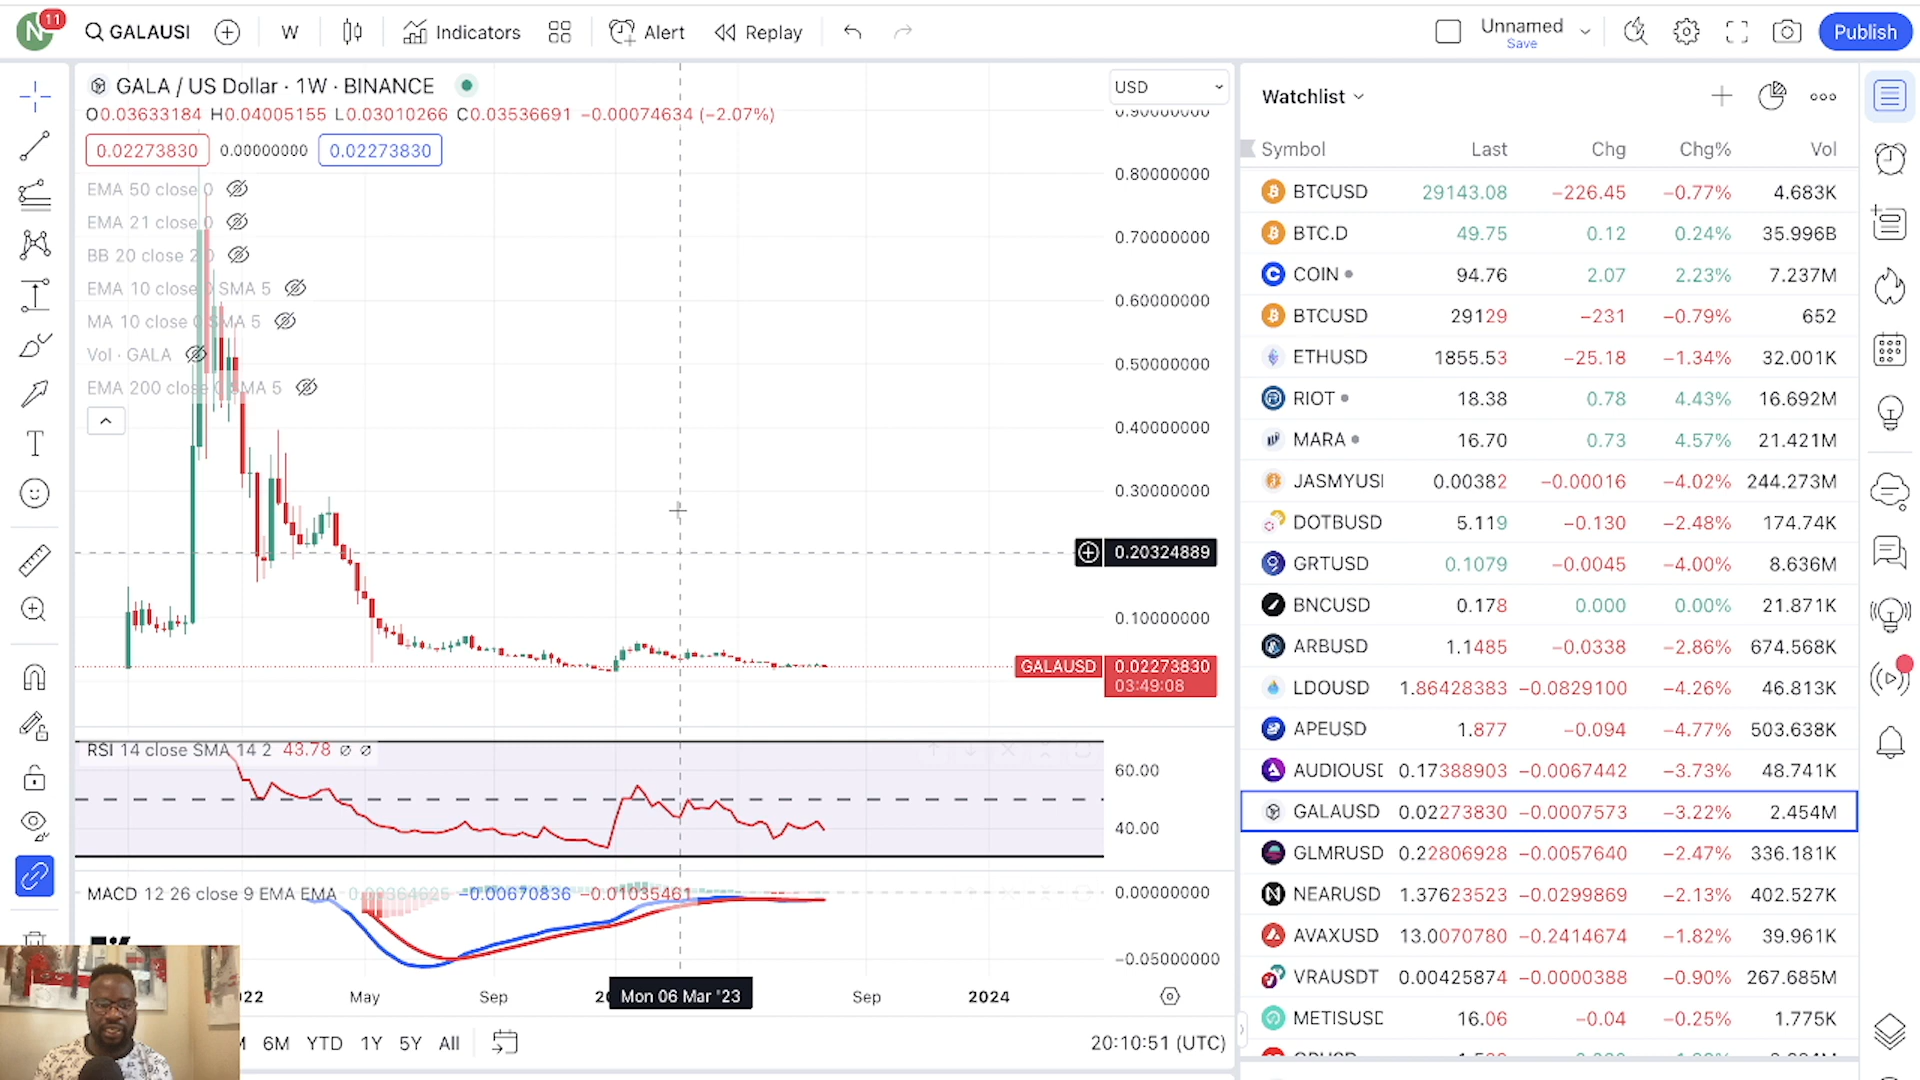 N 11 GALAUSI W Indicators Alert Replay Unnamed Save Publish
GALA / US Dollar · 1W · BINANCE
O0.03633184 H0.04005155 L0.03010266 C0.03536691 −0.00074634 (−2.07%)
0.02273830 0.00000000 0.02273830
EMA 50 close 0
EMA 21 close 0
BB 20 close 2 0
EMA 10 close 0 SMA 5
MA 10 close 0 SMA 5
Vol · GALA
EMA 200 close 0 SMA 5
USD
0.90000000
0.80000000
0.70000000
0.60000000
0.50000000
0.40000000
0.30000000
0.20324889
0.10000000
GALAUSD 0.02273830
03:49:08
RSI 14 close SMA 14 2 43.78 ∅ ∅
60.00
40.00
MACD 12 26 close 9 EMA EMA 0.00364625 −0.00670836 −0.01035461
0.00000000
−0.05000000
22 May Sep 20 Mon 06 Mar '23 Sep 2024
M 6M YTD 1Y 5Y All
20:10:51 (UTC)
Watchlist
Symbol Last Chg Chg% Vol
BTCUSD 29143.08 −226.45 −0.77% 4.683K
BTC.D 49.75 0.12 0.24% 35.996B
COIN 94.76 2.07 2.23% 7.237M
BTCUSD 29129 −231 −0.79% 652
ETHUSD 1855.53 −25.18 −1.34% 32.001K
RIOT 18.38 0.78 4.43% 16.692M
MARA 16.70 0.73 4.57% 21.421M
JASMYUSI 0.00382 −0.00016 −4.02% 244.273M
DOTBUSD 5.119 −0.130 −2.48% 174.74K
GRTUSD 0.1079 −0.0045 −4.00% 8.636M
BNCUSD 0.178 0.000 0.00% 21.871K
ARBUSD 1.1485 −0.0338 −2.86% 674.568K
LDOUSD 1.86428383 −0.0829100 −4.26% 46.813K
APEUSD 1.877 −0.094 −4.77% 503.638K
AUDIOUSD 0.17388903 −0.0067442 −3.73% 48.741K
GALAUSD 0.02273830 −0.0007573 −3.22% 2.454M
GLMRUSD 0.22806928 −0.0057640 −2.47% 336.181K
NEARUSD 1.37623523 −0.0299869 −2.13% 402.527K
AVAXUSD 13.0070780 −0.2414674 −1.82% 39.961K
VRAUSDT 0.00425874 −0.0000388 −0.90% 267.685M
METISUSD 16.06 −0.04 −0.25% 1.775K